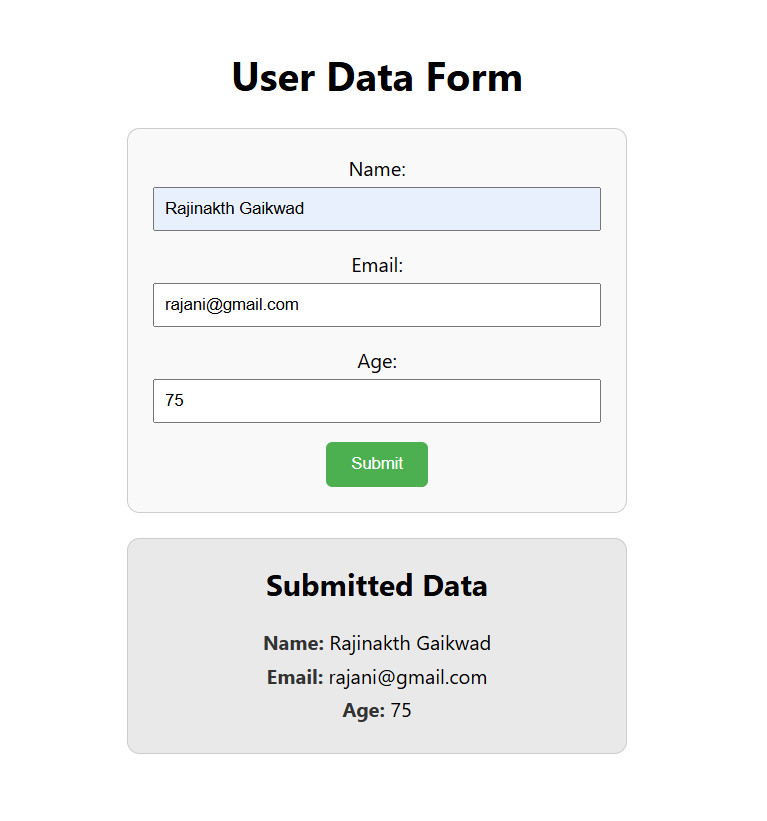 User Data Form
Name:
Rajinakth Gaikwad
Email:
rajani@gmail.com
Age:
75
Submit
Submitted Data
Name: Rajinakth Gaikwad
Email: rajani@gmail.com
Age: 75